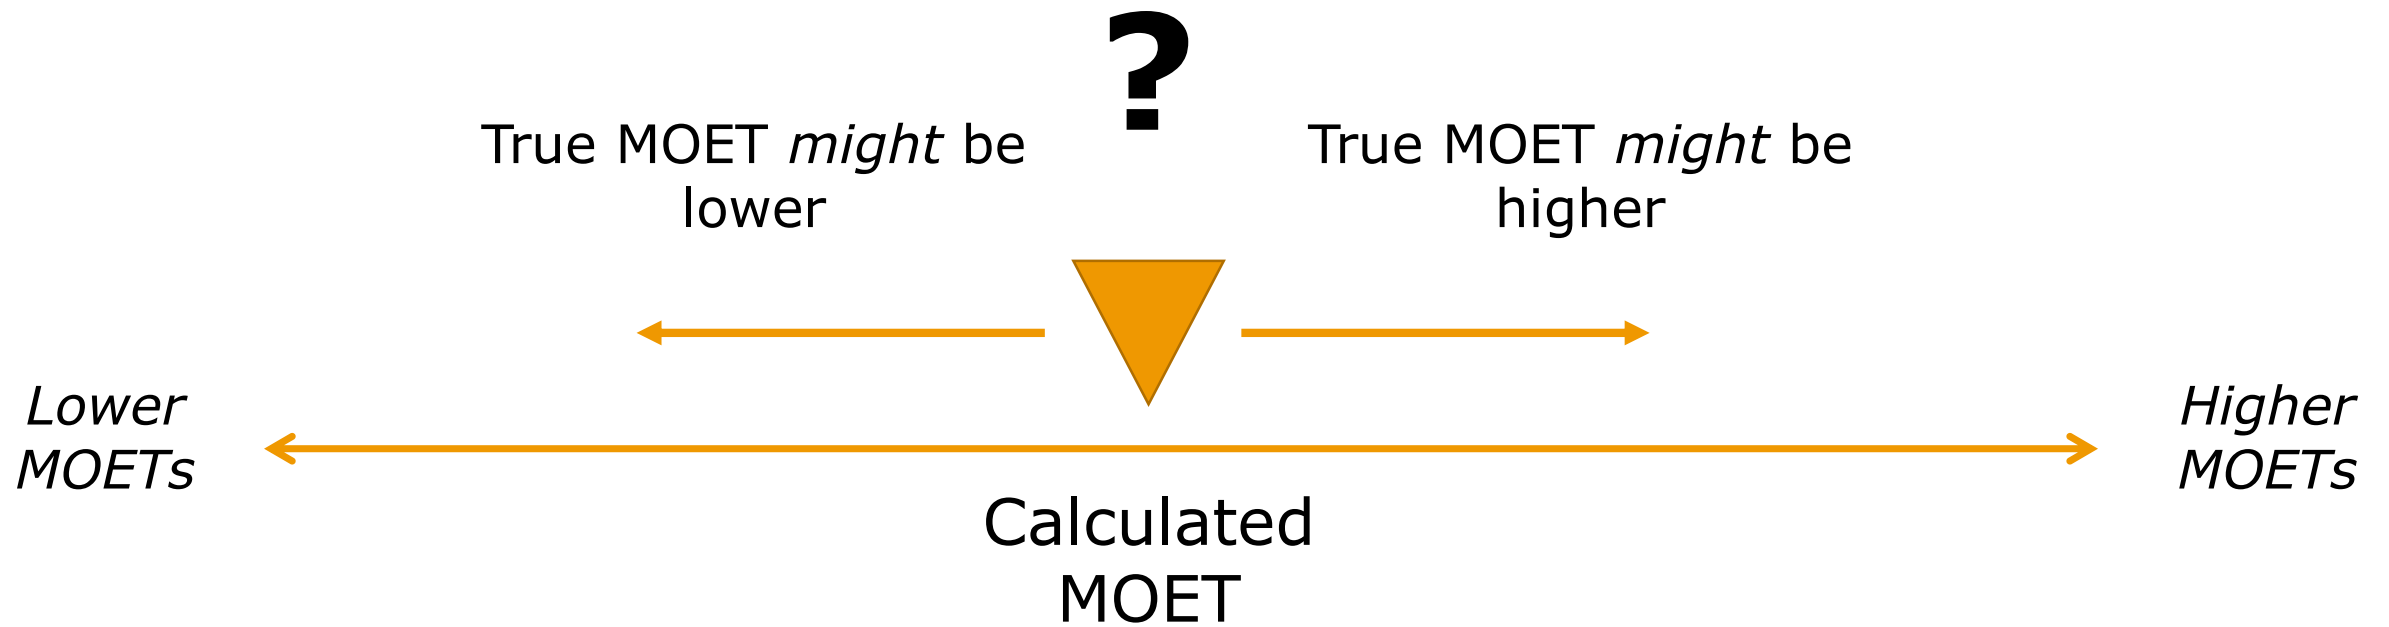 ?
True MOET might be
lower
True MOET might be
higher
Lower
MOETs
Higher
MOETs
Calculated
MOET